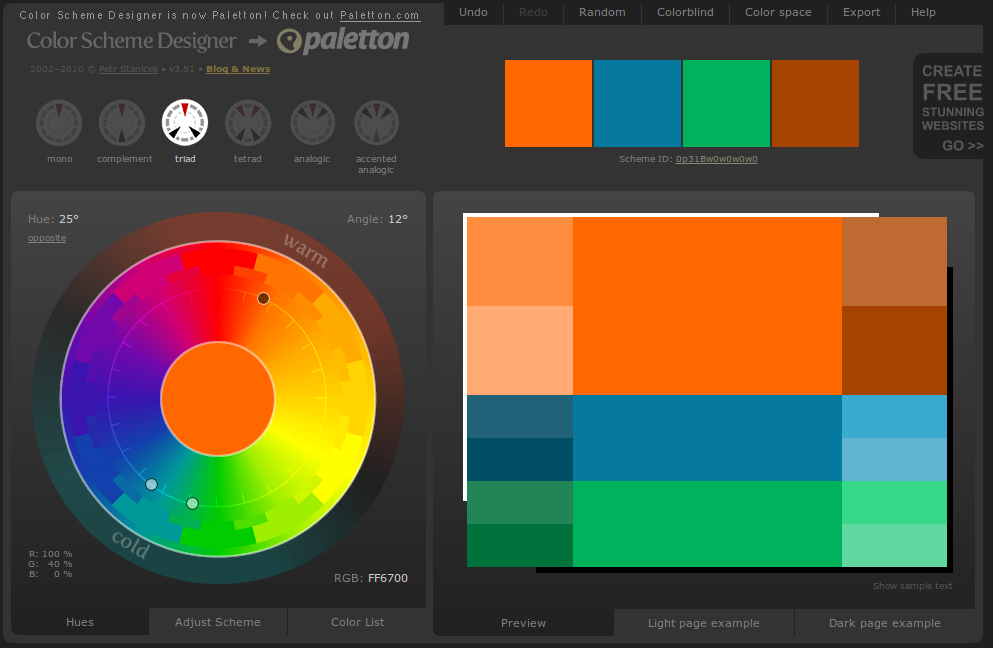 Color Scheme Designer is now Paletton! Check out Paletton.com
Undo Redo Random Colorblind Color space Export Help
Color Scheme Designer → paletton
2002–2010 © Petr Stanicek • v3.51 • Blog & News
CREATE
FREE
STUNNING
WEBSITES
GO >>
mono complement triad tetrad analogic accented
analogic
Scheme ID: 0p31Bw0w0w0w0
Hue: 25°
Angle: 12°
opposite
warm
cold
R: 100 %
G: 40 %
B: 0 %
RGB: FF6700
Show sample text
Hues Adjust Scheme Color List
Preview Light page example Dark page example